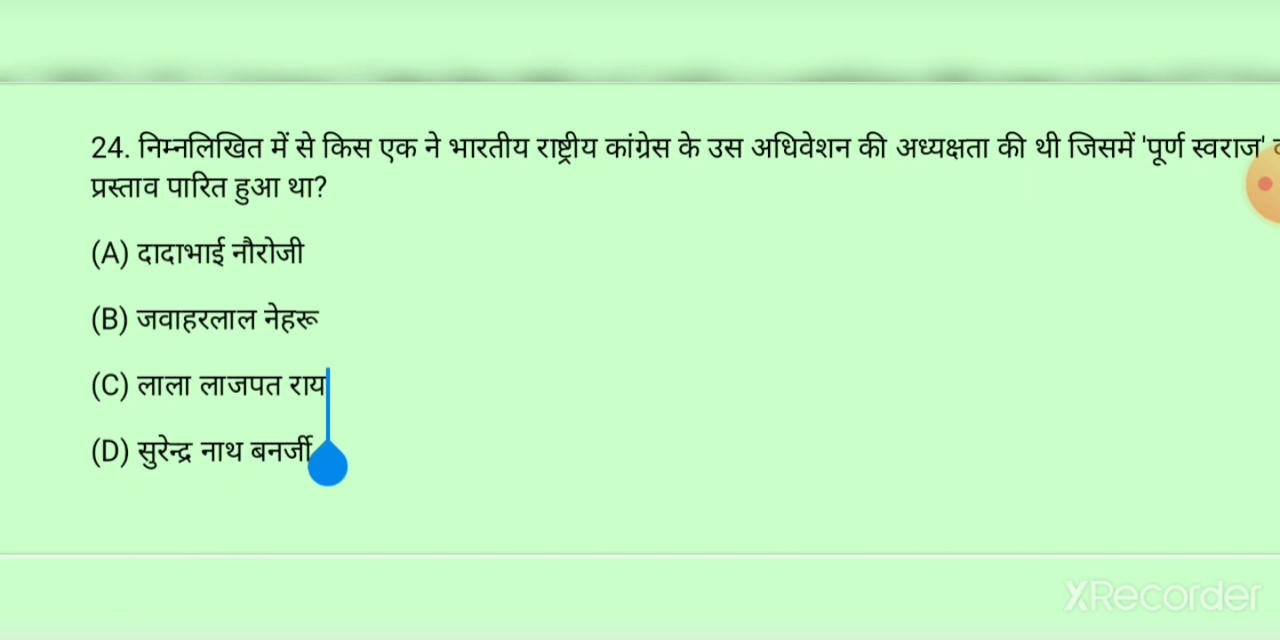 24. निम्नलिखित में से किस एक ने भारतीय राष्ट्रीय कांग्रेस के उस अधिवेशन की अध्यक्षता की थी जिसमें 'पूर्ण स्वराज'
प्रस्ताव पारित हुआ था?
(A) दादाभाई नौरोजी
(B) जवाहरलाल नेहरू
(C) लाला लाजपत राय
(D) सुरेन्द्र नाथ बनर्जी
XRecorder